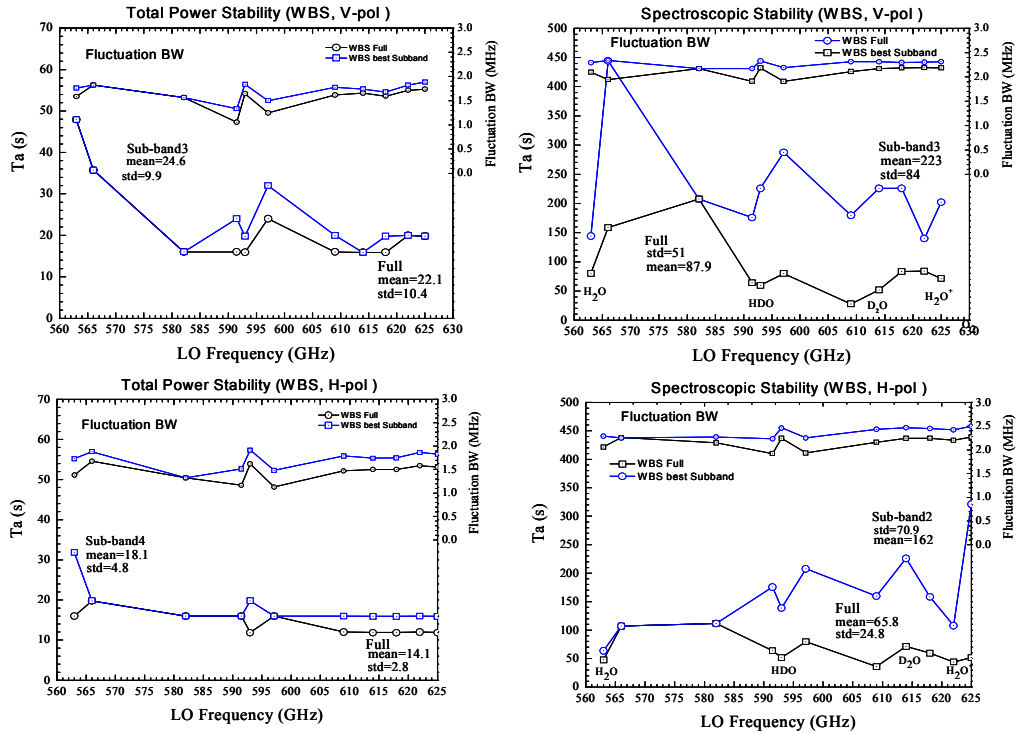 Total Power Stability (WBS, V-pol )
Fluctuation BW
WBS Full
WBS best Subband
Sub-band3
mean=24.6
std=9.9
Full
mean=22.1
std=10.4
Ta (s)
70
60
50
40
30
20
10
0
Fluctuation BW (MHz)
3.0
2.5
2.0
1.5
1.0
0.5
0.0
560 565 570 575 580 585 590 595 600 605 610 615 620 625 630
LO Frequency (GHz)
Spectroscopic Stability (WBS, V-pol)
Fluctuation BW
WBS Full
WBS best Subband
Sub-band3
mean=223
std=84
Full
std=51
mean=87.9
H2O
HDO
D2O
H2O+
Ta (s)
500
450
400
350
300
250
200
150
100
50
0
Fluctuation BW (MHz)
3.0
2.5
2.0
1.5
1.0
0.5
0.0
560 565 570 575 580 585 590 595 600 605 610 615 620 625 630
LO Frequency (GHz)
Total Power Stability (WBS, H-pol )
Fluctuation BW
WBS Full
WBS best Subband
Sub-band4
mean=18.1
std=4.8
Full
mean=14.1
std=2.8
Ta (s)
70
60
50
40
30
20
10
0
Fluctuation BW (MHz)
3.0
2.5
2.0
1.5
1.0
0.5
0.0
560 565 570 575 580 585 590 595 600 605 610 615 620 625
LO Frequency (GHz)
Spectroscopic Stability (WBS, H-pol )
Fluctuation BW
WBS Full
WBS best Subband
Sub-band2
std=70.9
mean=162
Full
mean=65.8
std=24.8
H2O
HDO
D2O
H2O
Ta (s)
500
450
400
350
300
250
200
150
100
50
0
Fluctuation BW (MHz)
3.0
2.5
2.0
1.5
1.0
0.5
0.0
560 565 570 575 580 585 590 595 600 605 610 615 620 625
LO Frequency (GHz)